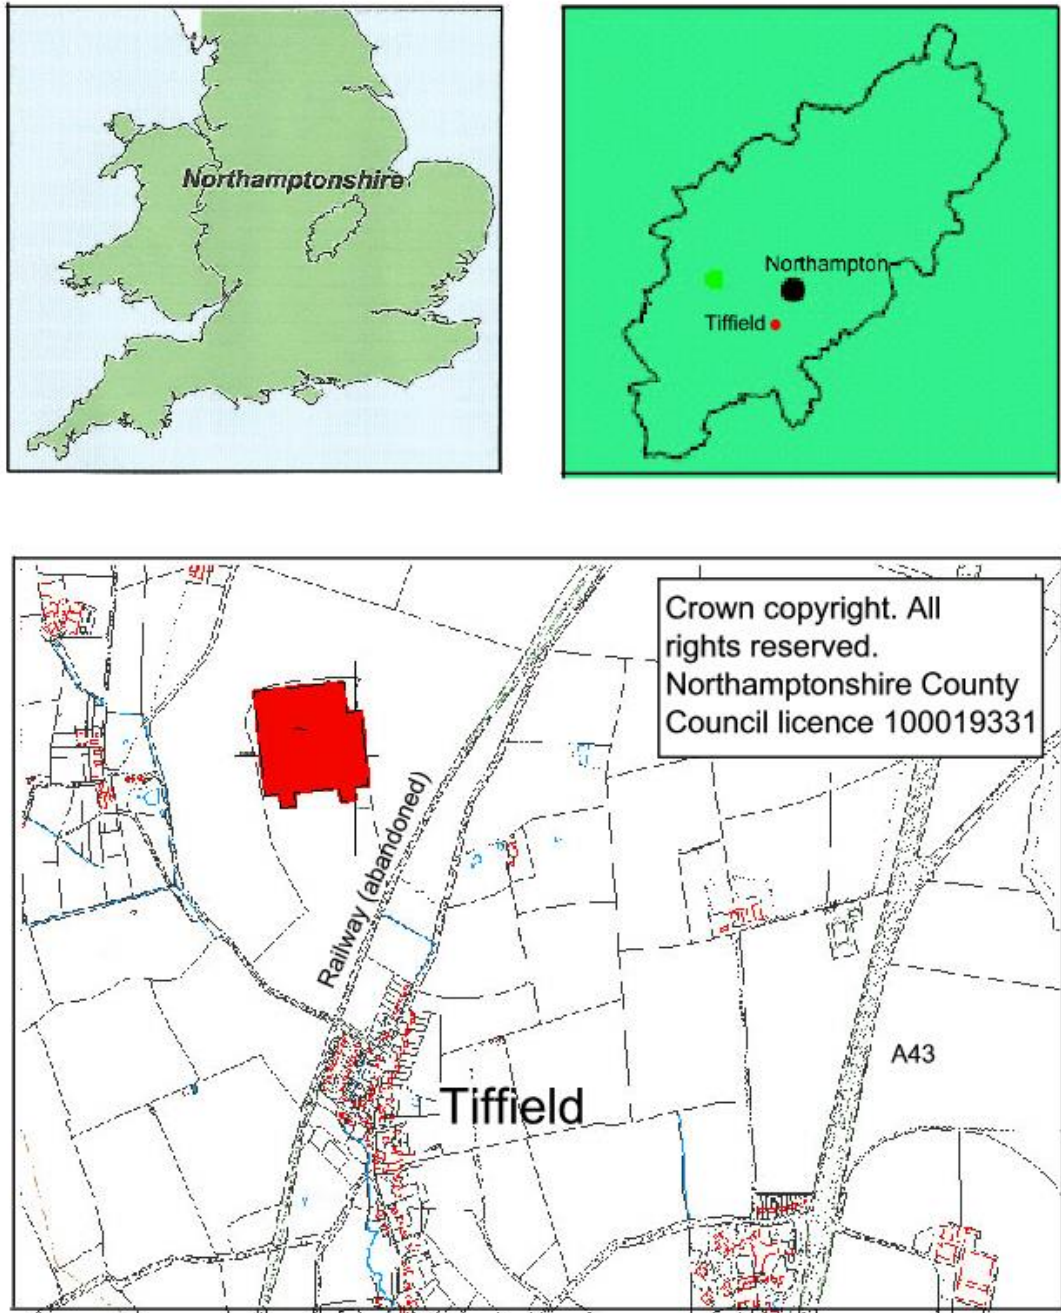 Northamptonshire
Northampton
Tiffield
Crown copyright. All
rights reserved.
Northamptonshire County
Council licence 100019331
Railway (abandoned)
A43
Tiffield